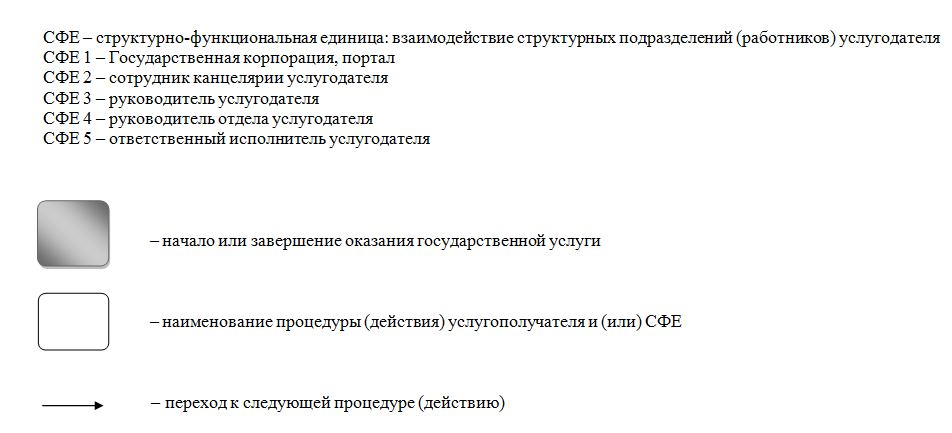 СФЕ – структурно-функциональная единица: взаимодействие структурных подразделений (работников) услугодателя
СФЕ 1 – Государственная корпорация, портал
СФЕ 2 – сотрудник канцелярии услугодателя
СФЕ 3 – руководитель услугодателя
СФЕ 4 – руководитель отдела услугодателя
СФЕ 5 – ответственный исполнитель услугодателя
– начало или завершение оказания государственной услуги
– наименование процедуры (действия) услугополучателя и (или) СФЕ
– переход к следующей процедуре (действию)